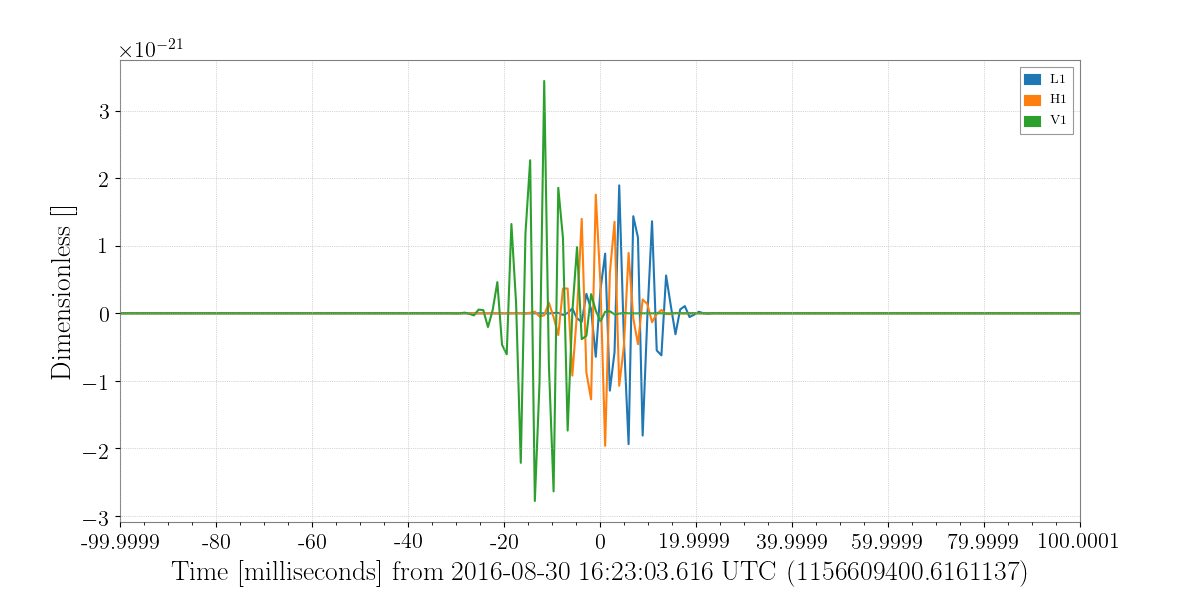 ×10⁻²¹
L1
H1
V1
3
2
1
0
−1
−2
−3
Dimensionless []
-99.9999 -80 -60 -40 -20 0 19.9999 39.9999 59.9999 79.9999 100.0001
Time [milliseconds] from 2016-08-30 16:23:03.616 UTC (1156609400.6161137)